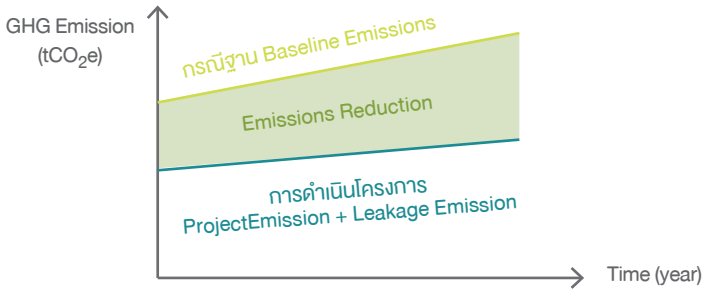 GHG Emission
(tCO₂e)
กรณีฐาน Baseline Emissions
Emissions Reduction
การดำเนินโครงการ
ProjectEmission + Leakage Emission
Time (year)